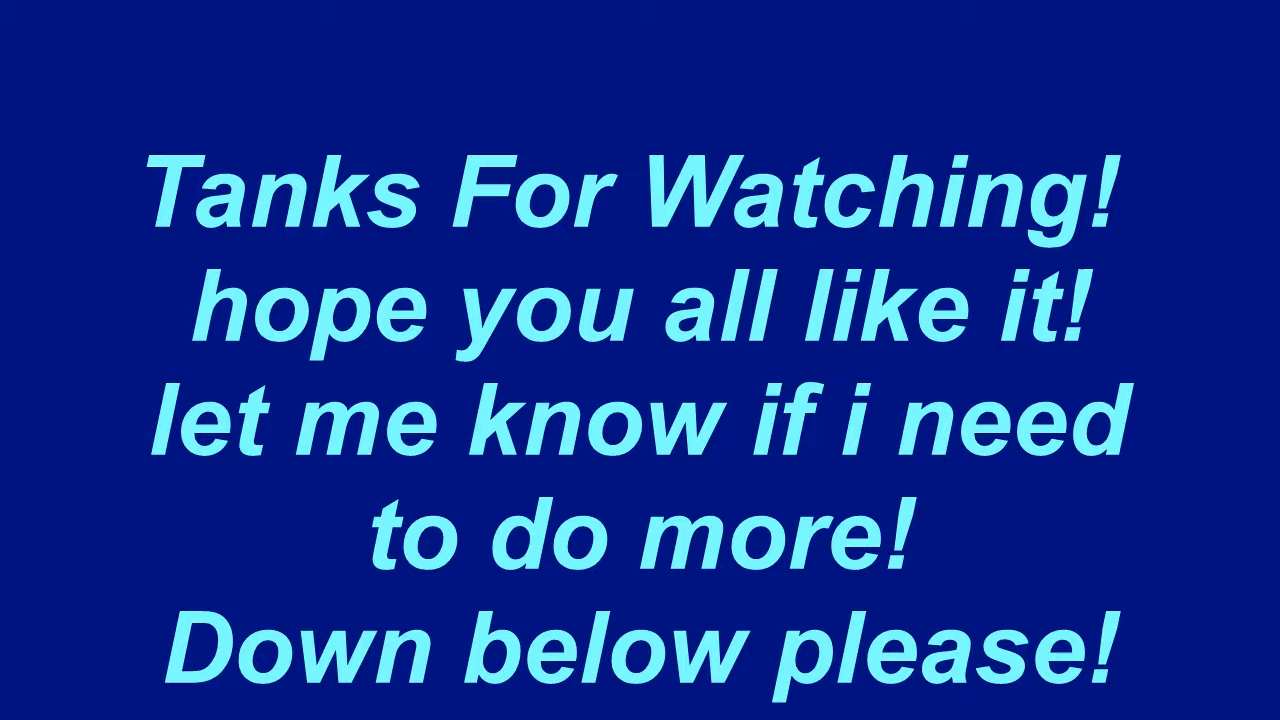 Tanks For Watching!
hope you all like it!
let me know if i need
to do more!
Down below please!